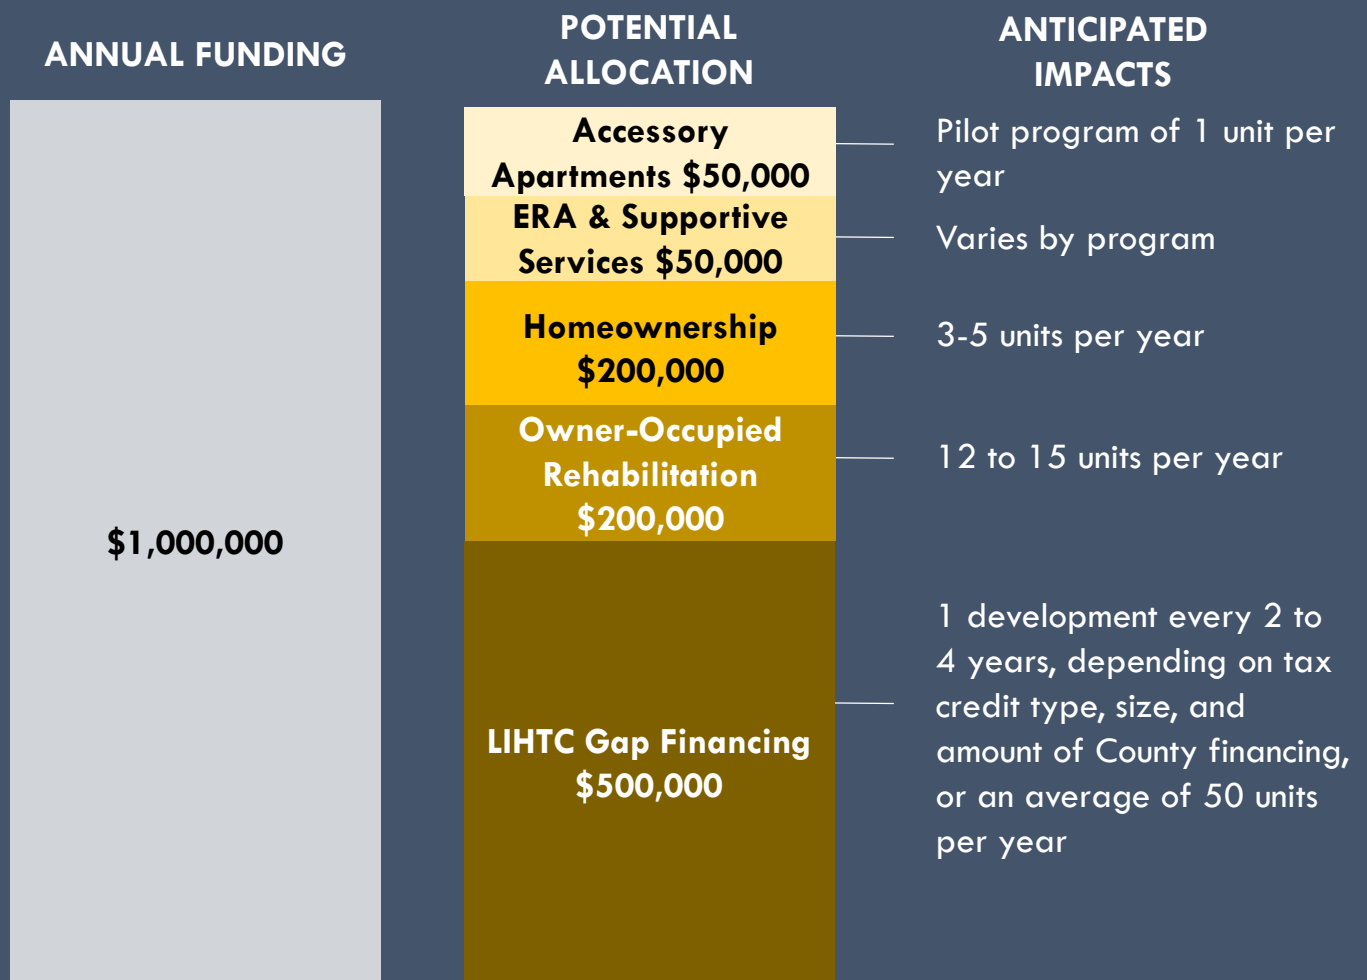 ANNUAL FUNDING
$1,000,000
POTENTIAL
ALLOCATION
Accessory
Apartments $50,000
ERA & Supportive
Services $50,000
Homeownership
$200,000
Owner-Occupied
Rehabilitation
$200,000
LIHTC Gap Financing
$500,000
ANTICIPATED
IMPACTS
Pilot program of 1 unit per
year
Varies by program
3-5 units per year
12 to 15 units per year
1 development every 2 to
4 years, depending on tax
credit type, size, and
amount of County financing,
or an average of 50 units
per year